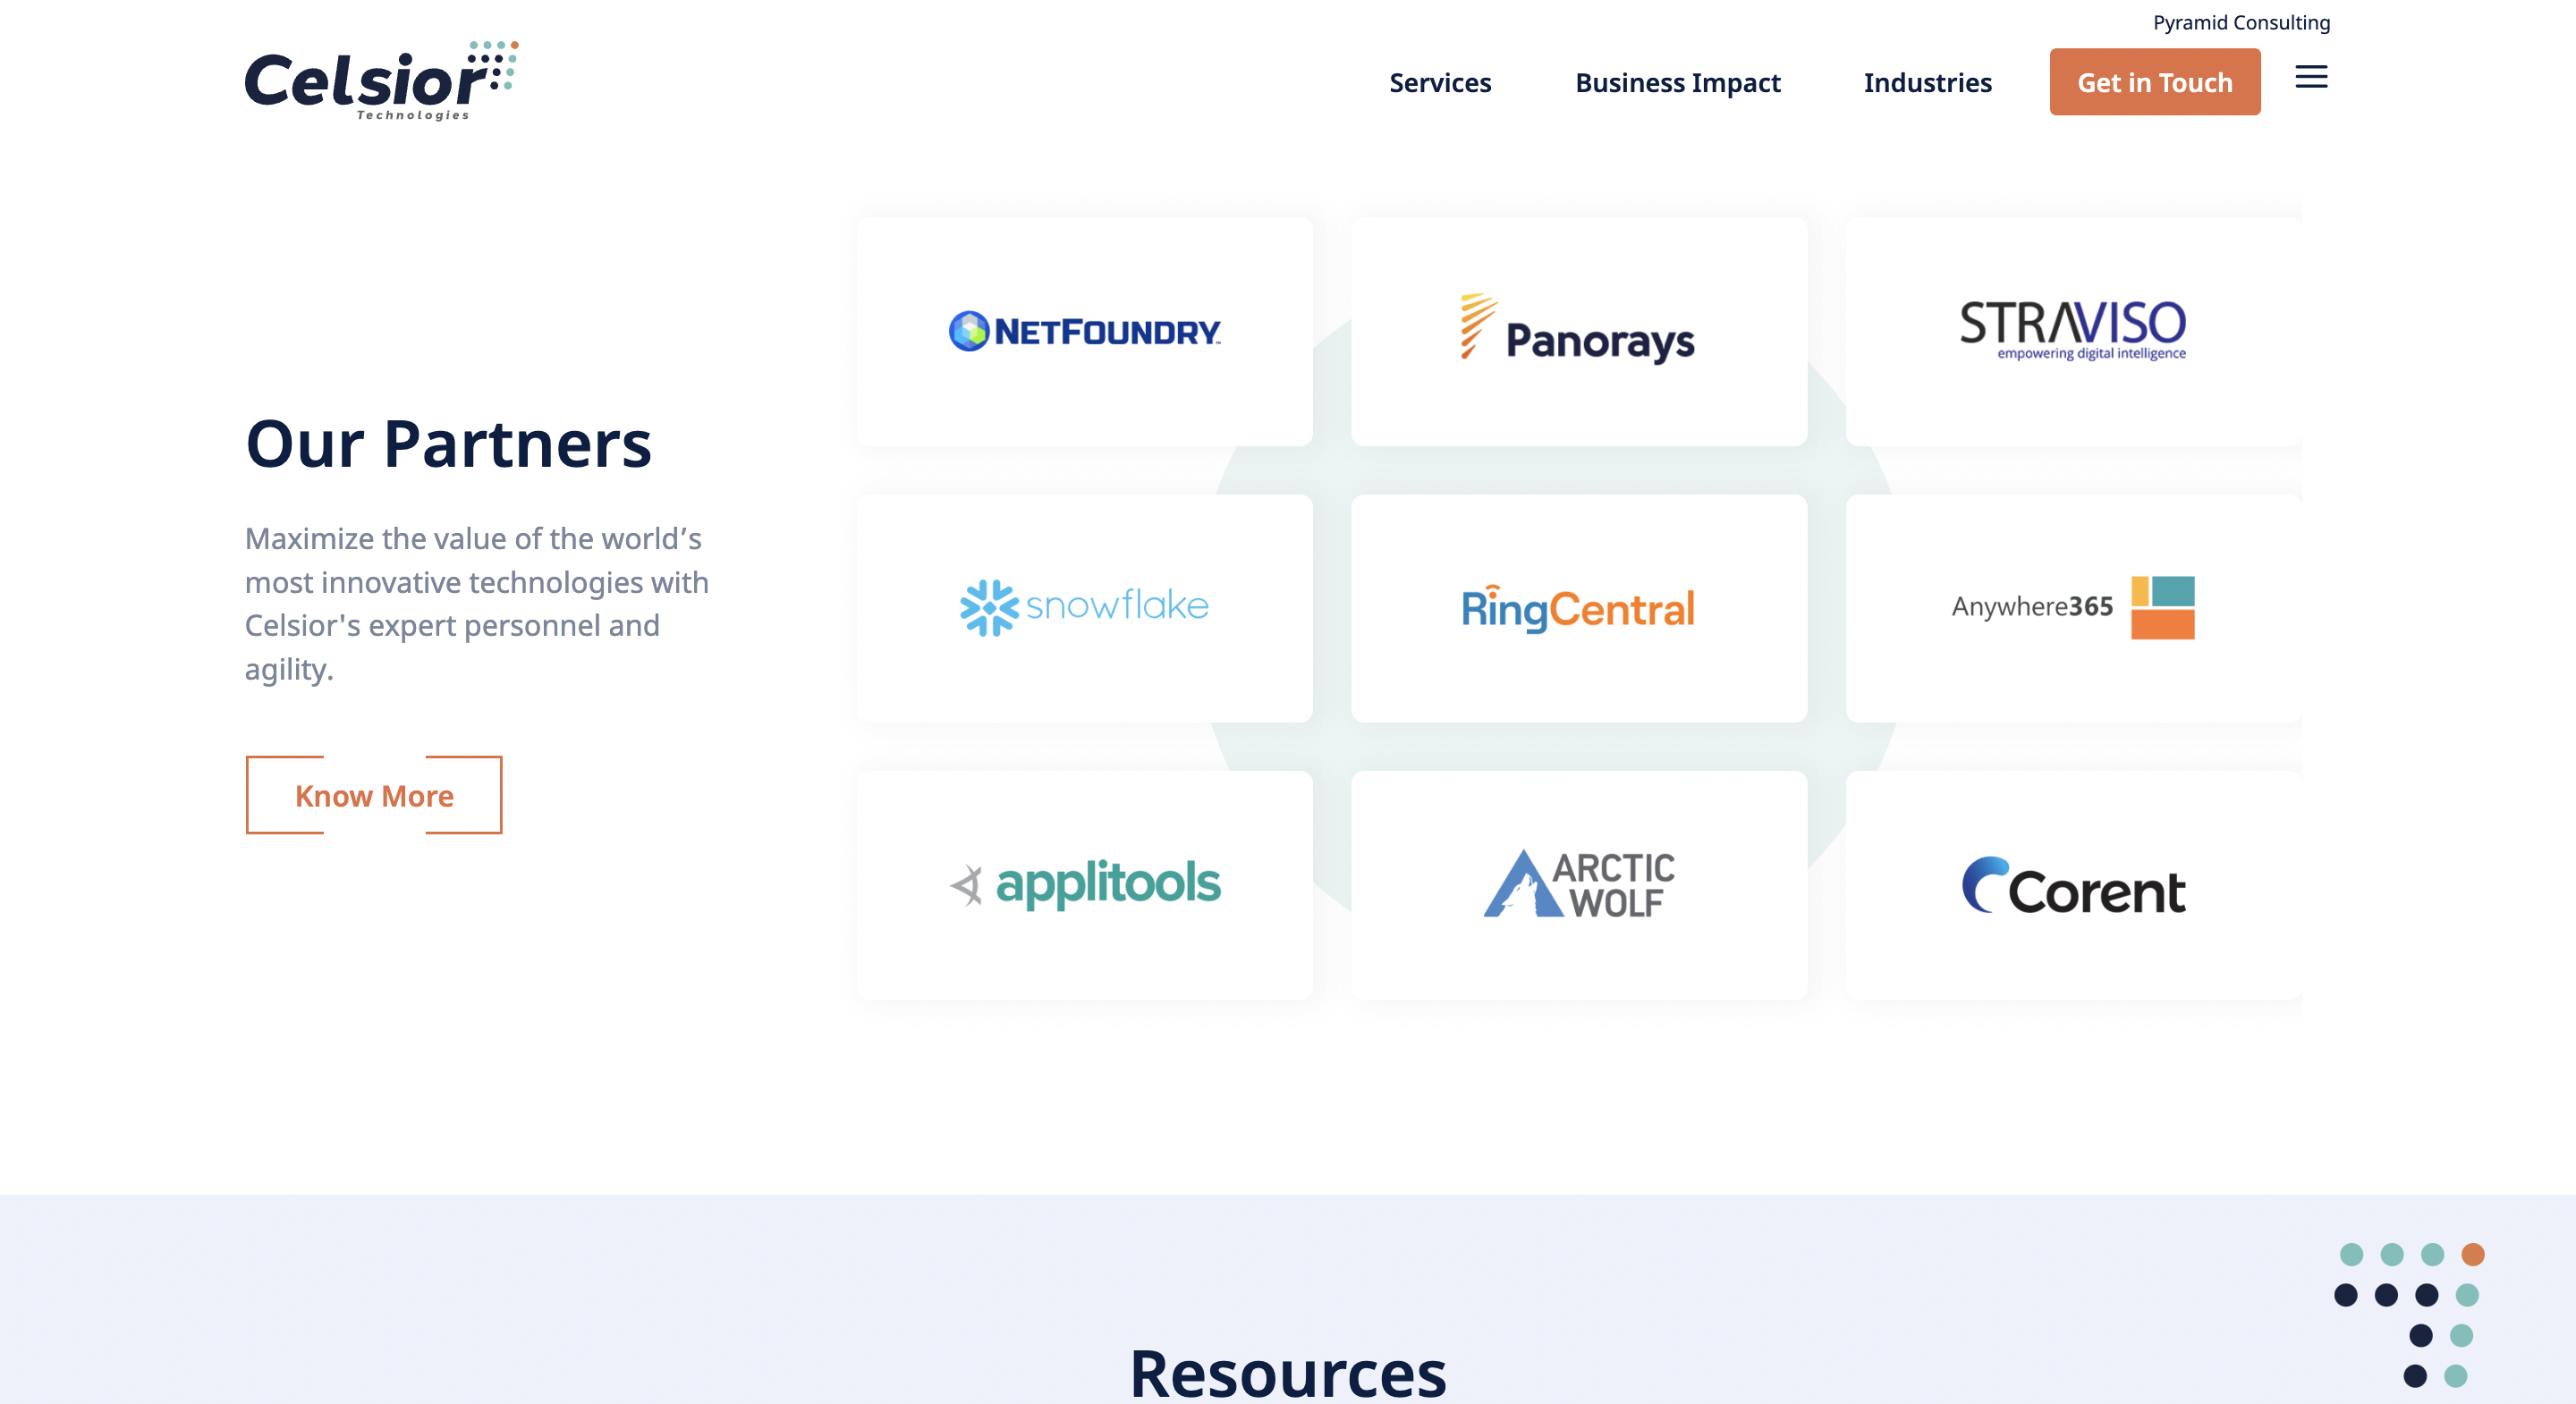 Pyramid Consulting
Celsior
Technologies
Services
Business Impact
Industries
Get in Touch
Our Partners
Maximize the value of the world’s
most innovative technologies with
Celsior's expert personnel and
agility.
Know More
NETFOUNDRY
Panorays
STRAVISO
empowering digital intelligence
snowflake
RingCentral
Anywhere365
applitools
ARCTIC
WOLF
Corent
Resources